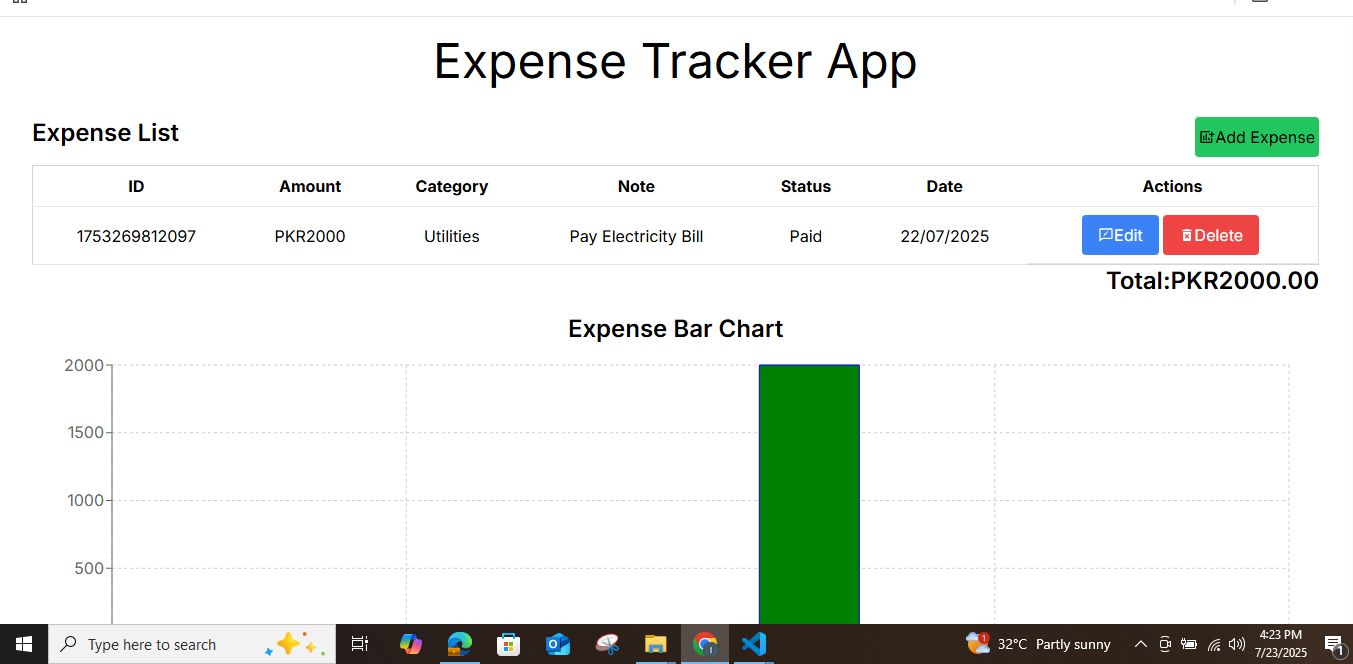 Expense Tracker App
Expense List
Add Expense
ID Amount Category Note Status Date Actions
1753269812097 PKR2000 Utilities Pay Electricity Bill Paid 22/07/2025 Edit Delete
Total:PKR2000.00
Expense Bar Chart
2000
1500
1000
500
Type here to search
1
32°C Partly sunny
4:23 PM
7/23/2025
1